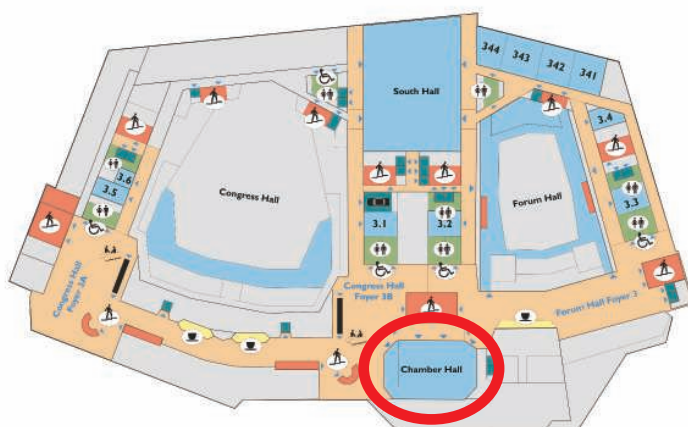 344
343
342
341
South Hall
3.4
3.6
3.5
Congress Hall
Forum Hall
3.3
3.1
3.2
Congress Hall
Foyer 3A
Congress Hall
Foyer 3B
Forum Hall Foyer 3
Chamber Hall